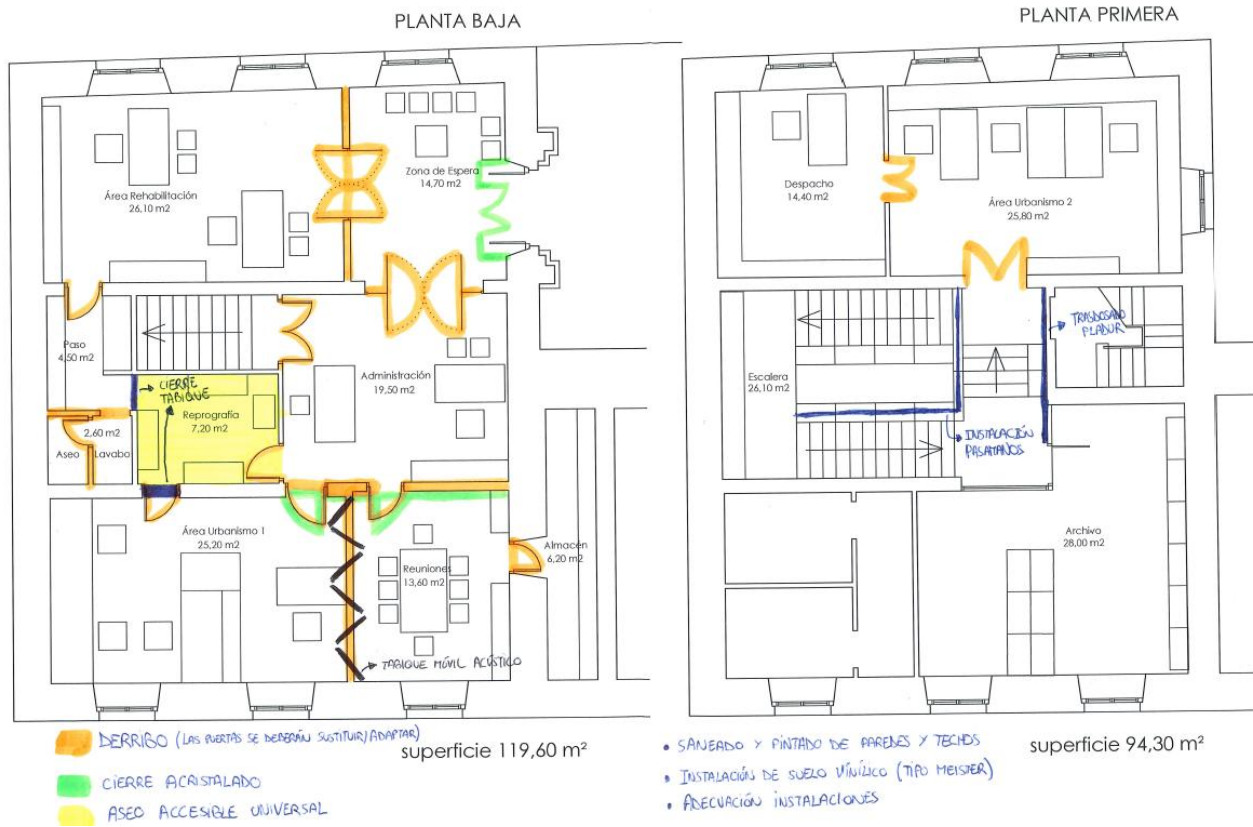 PLANTA BAJA
Área Rehabilitación
26,10 m2
Zona de Espera
14,70 m2
Paso
4,50 m2
CIERRE
TABIQUE
Reprografía
7,20 m2
Administración
19,50 m2
2,60 m2
Aseo
Lavabo
Área Urbanismo 1
25,20 m2
Reuniones
13,60 m2
Almacén
6,20 m2
TABIQUE MÓVIL ACÚSTICO
DERRIBO (LAS PUERTAS SE DEBERÁN SUSTITUIR/ADAPTAR)
superficie 119,60 m²
CIERRE ACRISTALADO
ASEO ACCESIBLE UNIVERSAL
PLANTA PRIMERA
Despacho
14,40 m2
Área Urbanismo 2
25,80 m2
TRASDOSADO
PLADUR
Escalera
26,10 m2
INSTALACIÓN
PASAMANOS
Archivo
28,00 m2
• SANEADO Y PINTADO DE PAREDES Y TECHOS
superficie 94,30 m²
• INSTALACIÓN DE SUELO VINÍLICO (TIPO MEISTER)
• ADECUACIÓN INSTALACIONES